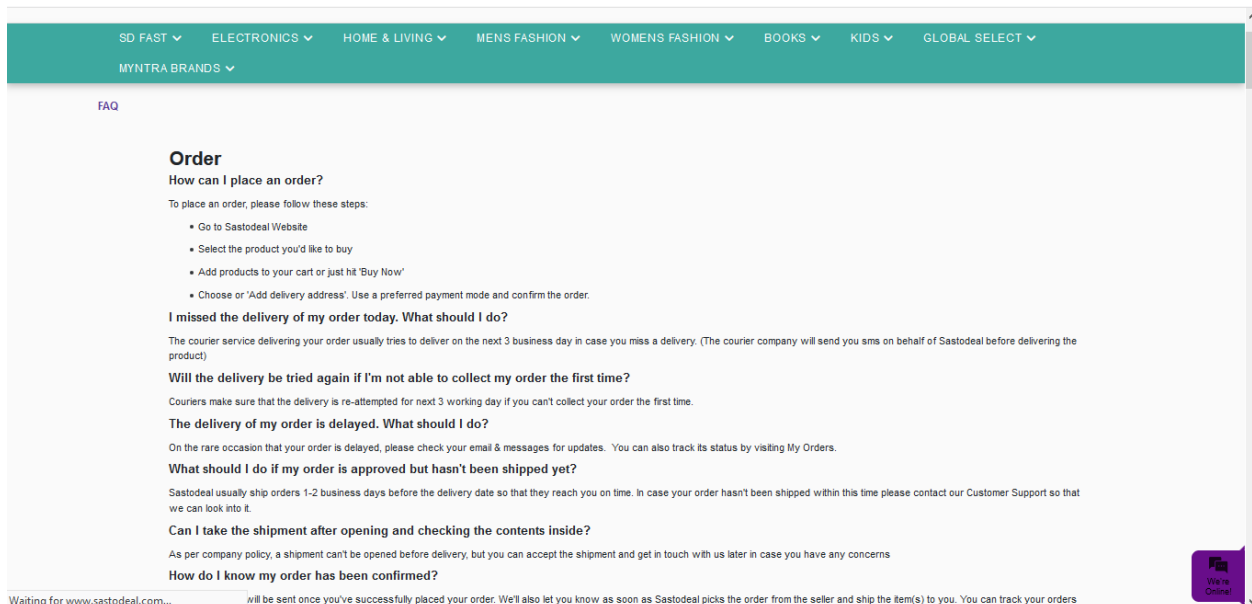 SD FAST ELECTRONICS HOME & LIVING MENS FASHION WOMENS FASHION BOOKS KIDS GLOBAL SELECT
MYNTRA BRANDS
FAQ
Order
How can I place an order?
To place an order, please follow these steps:
• Go to Sastodeal Website
• Select the product you'd like to buy
• Add products to your cart or just hit 'Buy Now'
• Choose or 'Add delivery address'. Use a preferred payment mode and confirm the order.
I missed the delivery of my order today. What should I do?
The courier service delivering your order usually tries to deliver on the next 3 business day in case you miss a delivery. (The courier company will send you sms on behalf of Sastodeal before delivering the
product)
Will the delivery be tried again if I'm not able to collect my order the first time?
Couriers make sure that the delivery is re-attempted for next 3 working day if you can't collect your order the first time.
The delivery of my order is delayed. What should I do?
On the rare occasion that your order is delayed, please check your email & messages for updates. You can also track its status by visiting My Orders.
What should I do if my order is approved but hasn't been shipped yet?
Sastodeal usually ship orders 1-2 business days before the delivery date so that they reach you on time. In case your order hasn't been shipped within this time please contact our Customer Support so that
we can look into it.
Can I take the shipment after opening and checking the contents inside?
As per company policy, a shipment can't be opened before delivery, but you can accept the shipment and get in touch with us later in case you have any concerns
How do I know my order has been confirmed?
will be sent once you've successfully placed your order. We'll also let you know as soon as Sastodeal picks the order from the seller and ship the item(s) to you. You can track your orders
We're
Online!
Waiting for www.sastodeal.com...